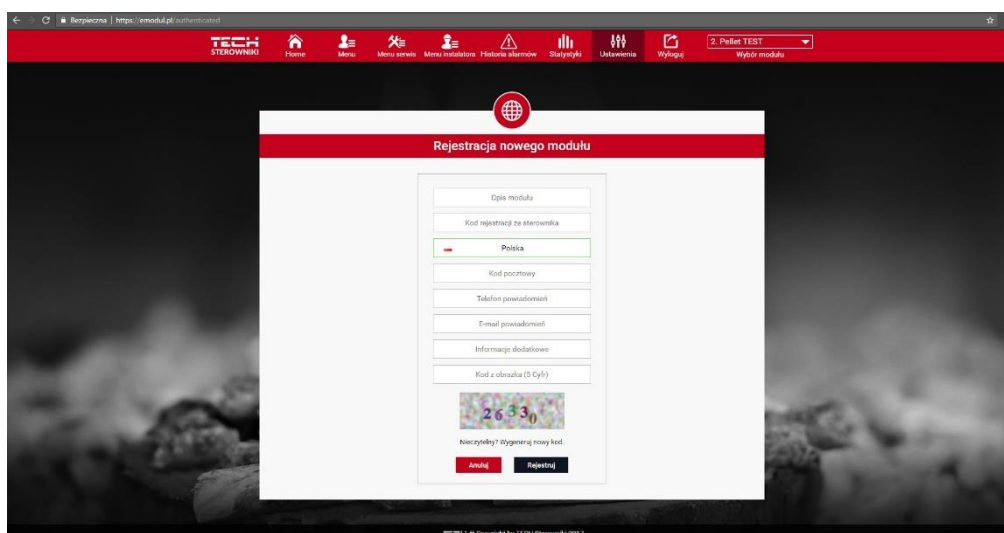 Bezpieczna | https://emodul.pl/authenticated
TECH
STEROWNIKI
Home
Menu
Menu serwis
Menu instalatora
Historia alarmów
Statystyki
Ustawienia
Wyloguj
2. Pellet TEST
Wybór modułu
Rejestracja nowego modułu
Opis modułu
Kod rejestracji ze sterownika
Polska
Kod pocztowy
Telefon powiadomień
E-mail powiadomień
Informacje dodatkowe
Kod z obrazka (5 Cyfr)
26330
Nieczytelny? Wygeneruj nowy kod.
Anuluj
Rejestruj